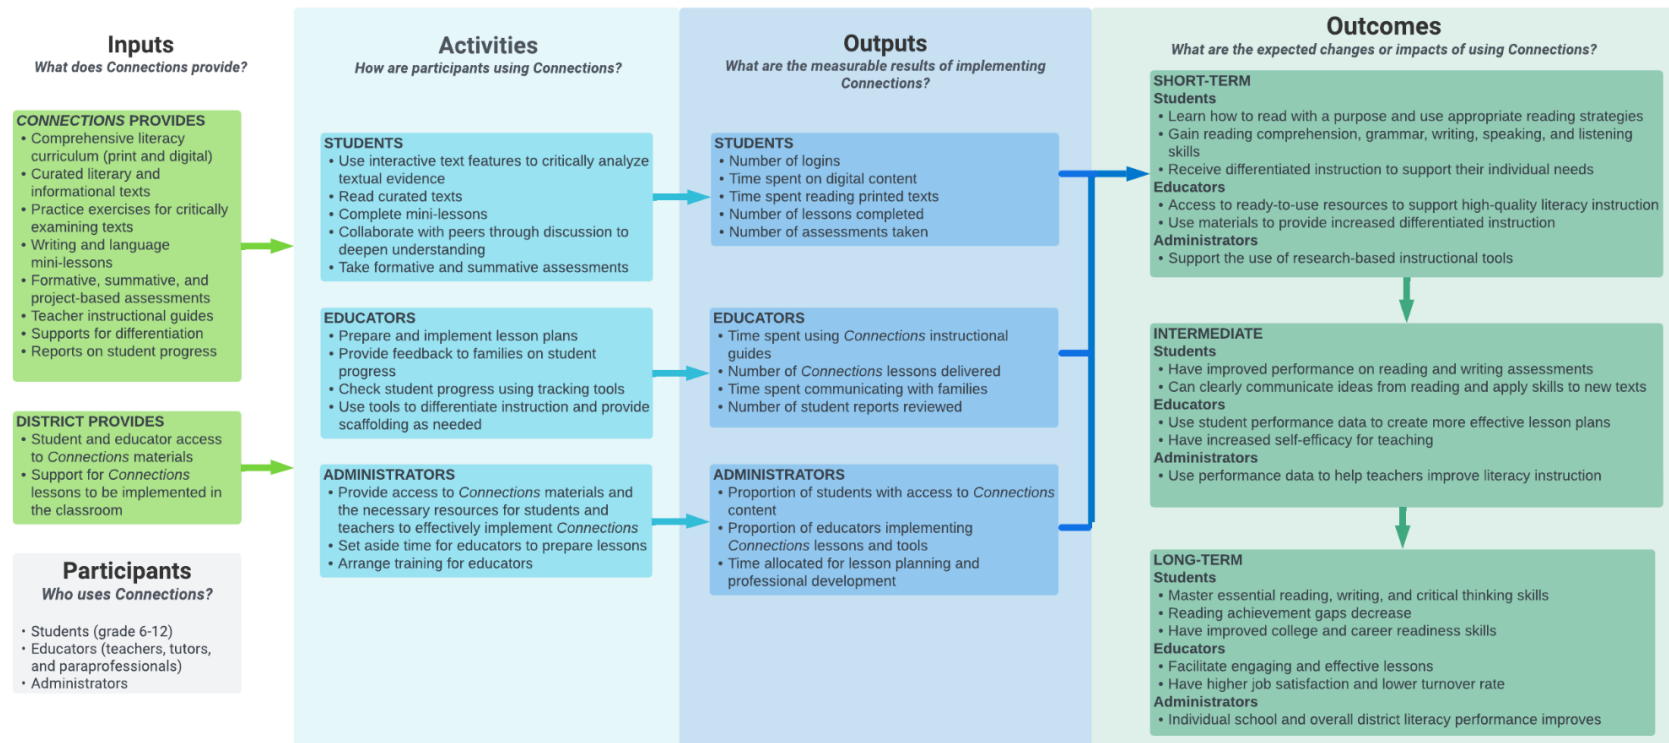 Inputs
What does Connections provide?
CONNECTIONS PROVIDES
• Comprehensive literacy
curriculum (print and digital)
• Curated literary and
informational texts
• Practice exercises for critically
examining texts
• Writing and language
mini-lessons
• Formative, summative, and
project-based assessments
• Teacher instructional guides
• Supports for differentiation
• Reports on student progress
DISTRICT PROVIDES
• Student and educator access
to Connections materials
• Support for Connections
lessons to be implemented in
the classroom
Participants
Who uses Connections?
• Students (grade 6-12)
• Educators (teachers, tutors,
and paraprofessionals)
• Administrators
Activities
How are participants using Connections?
STUDENTS
• Use interactive text features to critically analyze
textual evidence
• Read curated texts
• Complete mini-lessons
• Collaborate with peers through discussion to
deepen understanding
• Take formative and summative assessments
EDUCATORS
• Prepare and implement lesson plans
• Provide feedback to families on student
progress
• Check student progress using tracking tools
• Use tools to differentiate instruction and provide
scaffolding as needed
ADMINISTRATORS
• Provide access to Connections materials and
the necessary resources for students and
teachers to effectively implement Connections
• Set aside time for educators to prepare lessons
• Arrange training for educators
Outputs
What are the measurable results of implementing
Connections?
STUDENTS
• Number of logins
• Time spent on digital content
• Time spent reading printed texts
• Number of lessons completed
• Number of assessments taken
EDUCATORS
• Time spent using Connections instructional
guides
• Number of Connections lessons delivered
• Time spent communicating with families
• Number of student reports reviewed
ADMINISTRATORS
• Proportion of students with access to Connections
content
• Proportion of educators implementing
Connections lessons and tools
• Time allocated for lesson planning and
professional development
Outcomes
What are the expected changes or impacts of using Connections?
SHORT-TERM
Students
• Learn how to read with a purpose and use appropriate reading strategies
• Gain reading comprehension, grammar, writing, speaking, and listening
skills
• Receive differentiated instruction to support their individual needs
Educators
• Access to ready-to-use resources to support high-quality literacy instruction
• Use materials to provide increased differentiated instruction
Administrators
• Support the use of research-based instructional tools
INTERMEDIATE
Students
• Have improved performance on reading and writing assessments
• Can clearly communicate ideas from reading and apply skills to new texts
Educators
• Use student performance data to create more effective lesson plans
• Have increased self-efficacy for teaching
Administrators
• Use performance data to help teachers improve literacy instruction
LONG-TERM
Students
• Master essential reading, writing, and critical thinking skills
• Reading achievement gaps decrease
• Have improved college and career readiness skills
Educators
• Facilitate engaging and effective lessons
• Have higher job satisfaction and lower turnover rate
Administrators
• Individual school and overall district literacy performance improves